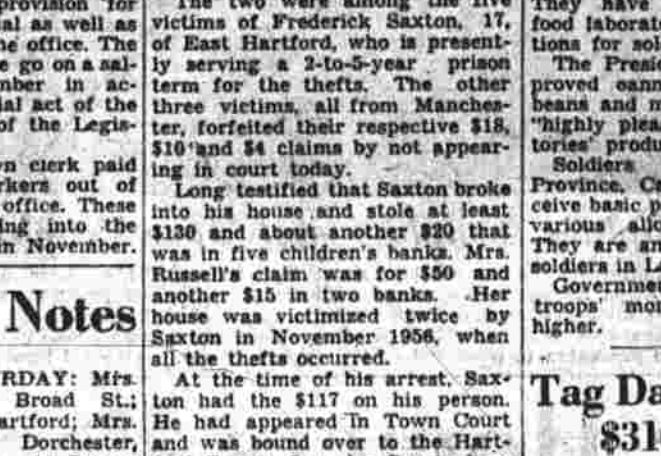 provision for
al as well as
he office. The
e go on a sal-
mber in ac-
ial act of the
of the Legis-
wn clerk paid
rkers out of
office. These
ing into the
in November.
Notes
RDAY: Mrs.
Broad St.;
artford; Mrs.
Dorchester,
The two were among the five
victims of Frederick Saxton, 17,
of East Hartford, who is present-
ly serving a 2-to-5-year prison
term for the thefts. The other
three victims, all from Manches-
ter, forfeited their respective $18,
$10 and $4 claims by not appear-
ing in court today.
Long testified that Saxton broke
into his house and stole at least
$130 and about another $20 that
was in five children's banks. Mrs.
Russell's claim was for $50 and
another $15 in two banks. Her
house was victimized twice by
Saxton in November 1956, when
all the thefts occurred.
At the time of his arrest, Sax-
ton had the $117 on his person.
He had appeared in Town Court
and was bound over to the Hart-
They have
food laborat
tions for sol
The Presid
proved cann
beans and m
"highly plea
tories' produ
Soldiers
Province, Ca
ceive basic p
various allo
They are an
soldiers in L
Governmen
troops' mor
higher.
Tag Da
$31